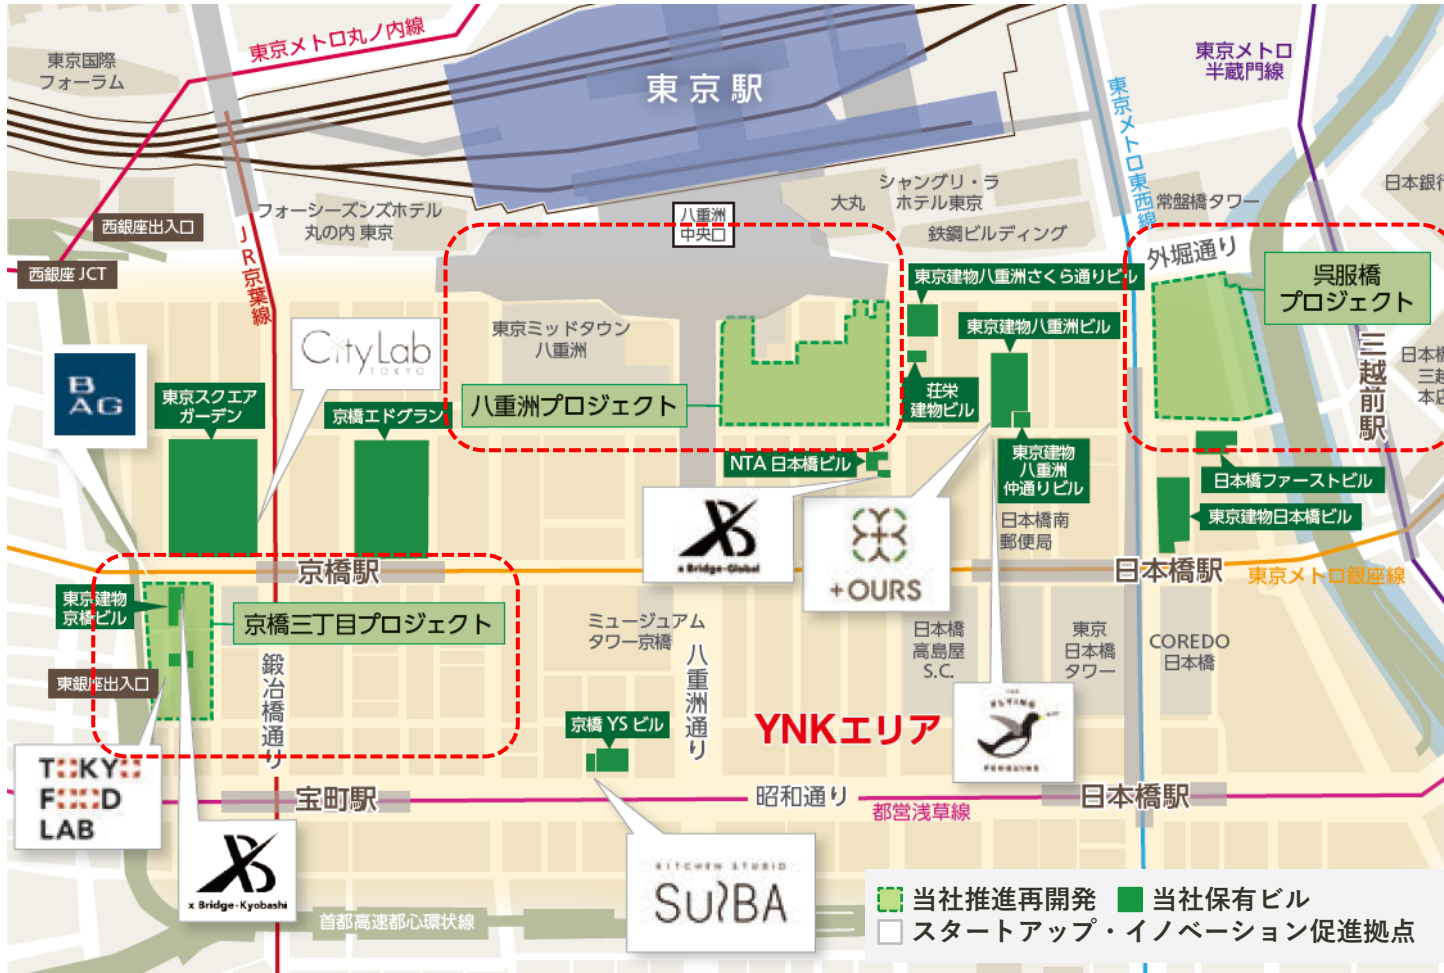 東京メトロ丸ノ内線
東京国際
フォーラム
東京駅
東京メトロ
半蔵門線
東京メトロ東西線
日本銀行
西銀座出入口
フォーシーズンズホテル
丸の内 東京
八重洲
中央口
大丸
シャングリ・ラ
ホテル東京
鉄鋼ビルディング
常盤橋タワー
外堀通り
西銀座 JCT
JR京葉線
東京建物八重洲さくら通りビル
呉服橋
プロジェクト
CityLab
TOKYO
東京ミッドタウン
八重洲
東京建物八重洲ビル
三越前駅
日本橋
三越
本店
BAG
東京スクエア
ガーデン
京橋エドグラン
八重洲プロジェクト
荘栄
建物ビル
NTA 日本橋ビル
東京建物
八重洲
仲通りビル
日本橋ファーストビル
東京建物日本橋ビル
x Bridge-Global
+OURS
日本橋南
郵便局
京橋駅
日本橋駅
東京メトロ銀座線
東京建物
京橋ビル
京橋三丁目プロジェクト
ミュージアム
タワー京橋
日本橋
高島屋
S.C.
東京
日本橋
タワー
COREDO
日本橋
東銀座出入口
鍛冶橋通り
八重洲通り
京橋 YS ビル
YNKエリア
THE
FLYING
PENGUINS
TOKYO
FOOD
LAB
宝町駅
昭和通り
日本橋駅
都営浅草線
x Bridge-Kyobashi
KITCHEN STUDIO
SUIBA
首都高速都心環状線
当社推進再開発 当社保有ビル
スタートアップ・イノベーション促進拠点